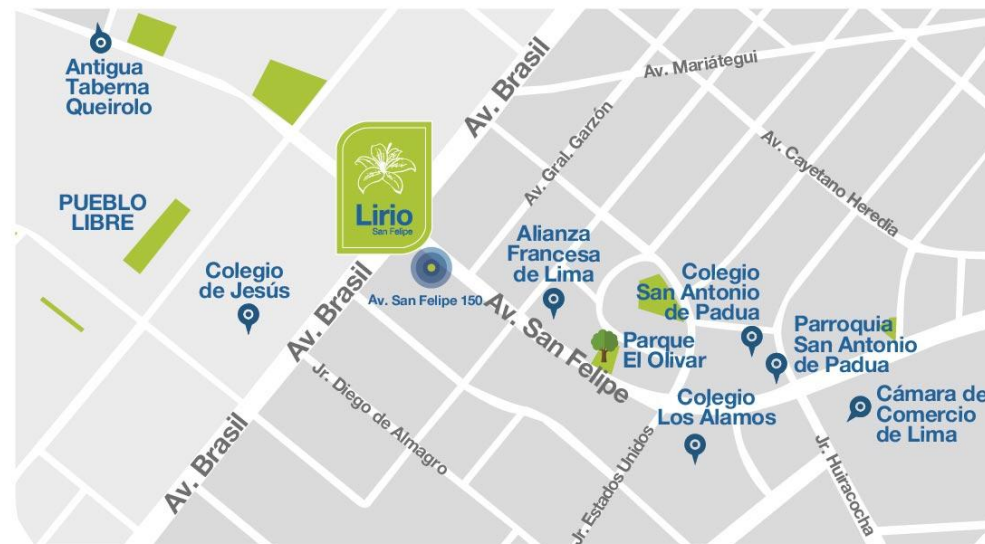 Antigua
Taberna
Queirolo
Av. Brasil
Av. Mariátegui
Av. Gral. Garzón
Av. Cayetano Heredia
PUEBLO
LIBRE
Lirio
San Felipe
Colegio
de Jesús
Av. Brasil
Av. San Felipe 150
Alianza
Francesa
de Lima
Av. San Felipe
Colegio
San Antonio
de Padua
Parque
El Olivar
Parroquia
San Antonio
de Padua
Jr. Diego de Almagro
Colegio
Los Álamos
Cámara de
Comercio
de Lima
Av. Brasil
Jr. Estados Unidos
Jr. Huiracocha